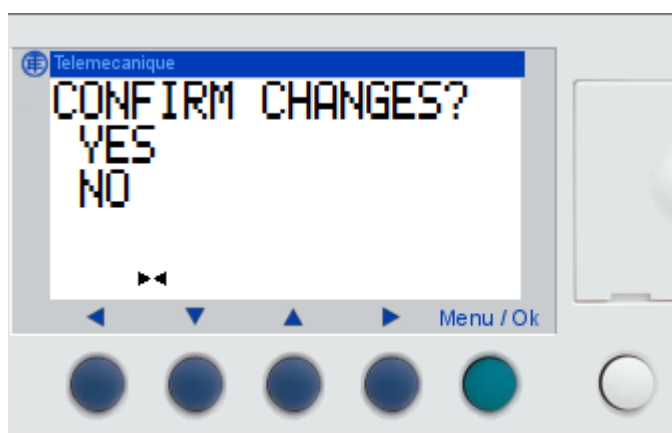 Telemecanique
CONFIRM CHANGES?
YES
NO
Menu / Ok